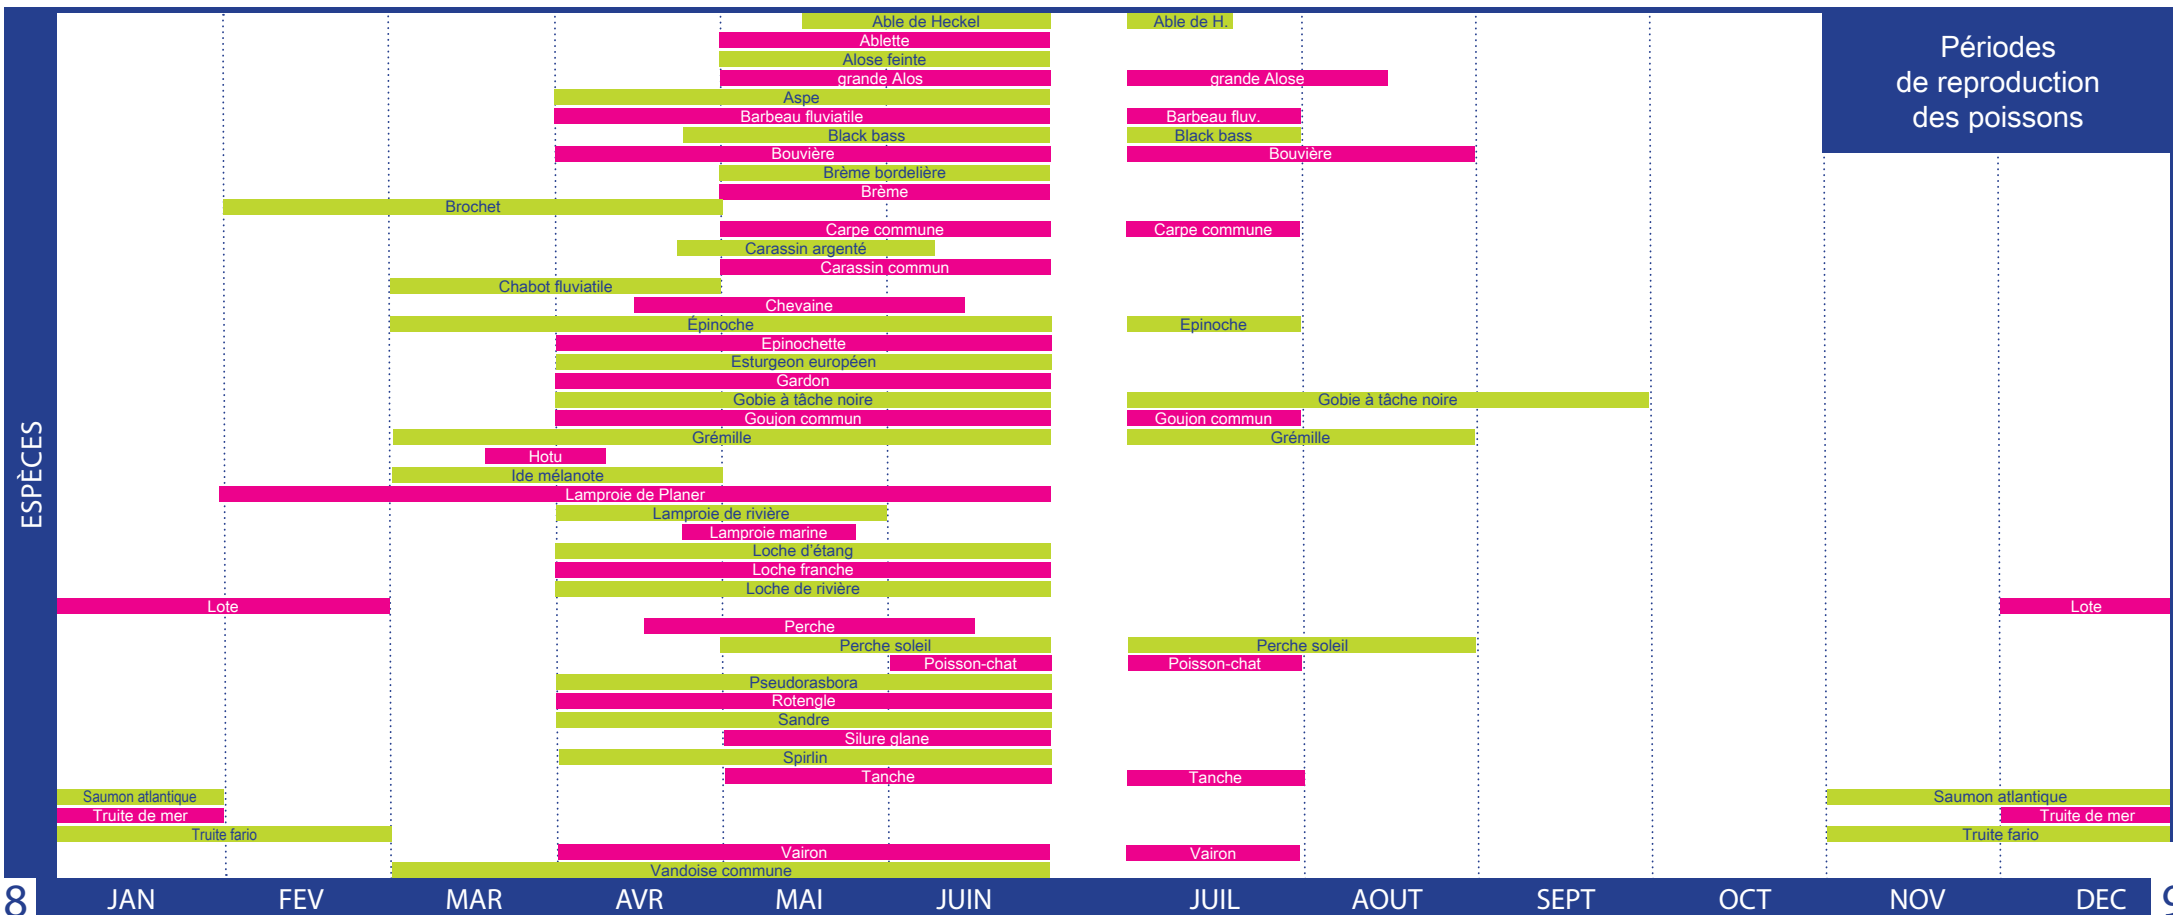 Able de Heckel
Able de H.
Périodes
de reproduction
des poissons
Ablette
Alose feinte
grande Alos
grande Alose
Aspe
Barbeau fluviatile
Barbeau fluv.
Black bass
Black bass
Bouvière
Bouvière
Brème bordelière
Brème
Brochet
Carpe commune
Carpe commune
Carassin argenté
Carassin commun
Chabot fluviatile
Chevaine
Épinoche
Epinoche
Epinochette
Esturgeon européen
Gardon
Gobie à tâche noire
Gobie à tâche noire
Goujon commun
Goujon commun
Grémille
Grémille
Hotu
Ide mélanote
Lamproie de Planer
Lamproie de rivière
Lamproie marine
Loche d'étang
Loche franche
Loche de rivière
Lote
Lote
Perche
Perche soleil
Perche soleil
Poisson-chat
Poisson-chat
Pseudorasbora
Rotengle
Sandre
Silure glane
Spirlin
Tanche
Tanche
Saumon atlantique
Saumon atlantique
Truite de mer
Truite de mer
Truite fario
Truite fario
Vairon
Vairon
Vandoise commune
ESPÈCES
8
JAN
FEV
MAR
AVR
MAI
JUIN
JUIL
AOUT
SEPT
OCT
NOV
DEC